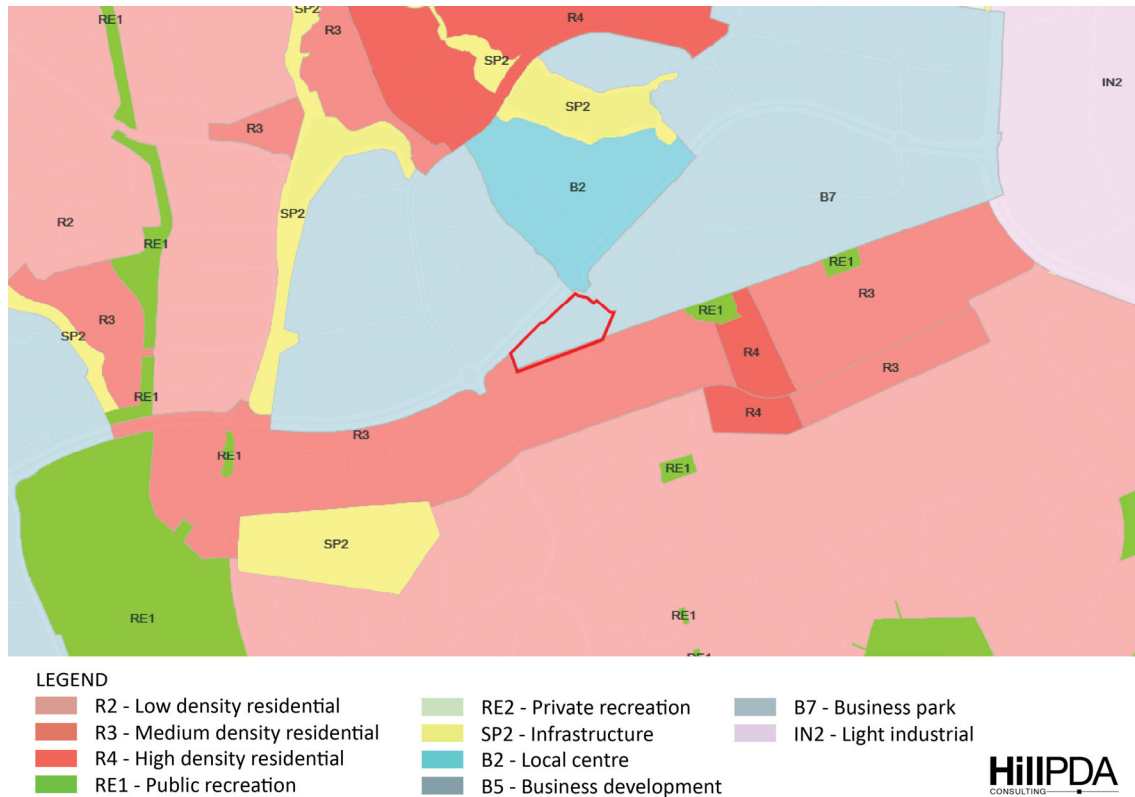 RE1
SP2
R3
R4
SP2
IN2
SP2
R3
B2
SP2
B7
R2
RE1
RE1
R3
RE1
R3
SP2
R4
R3
RE1
R4
R3
RE1
RE1
SP2
RE1
RE1
RE1
LEGEND
R2 - Low density residential
R3 - Medium density residential
R4 - High density residential
RE1 - Public recreation
RE2 - Private recreation
SP2 - Infrastructure
B2 - Local centre
B5 - Business development
B7 - Business park
IN2 - Light industrial
HillPDA
CONSULTING